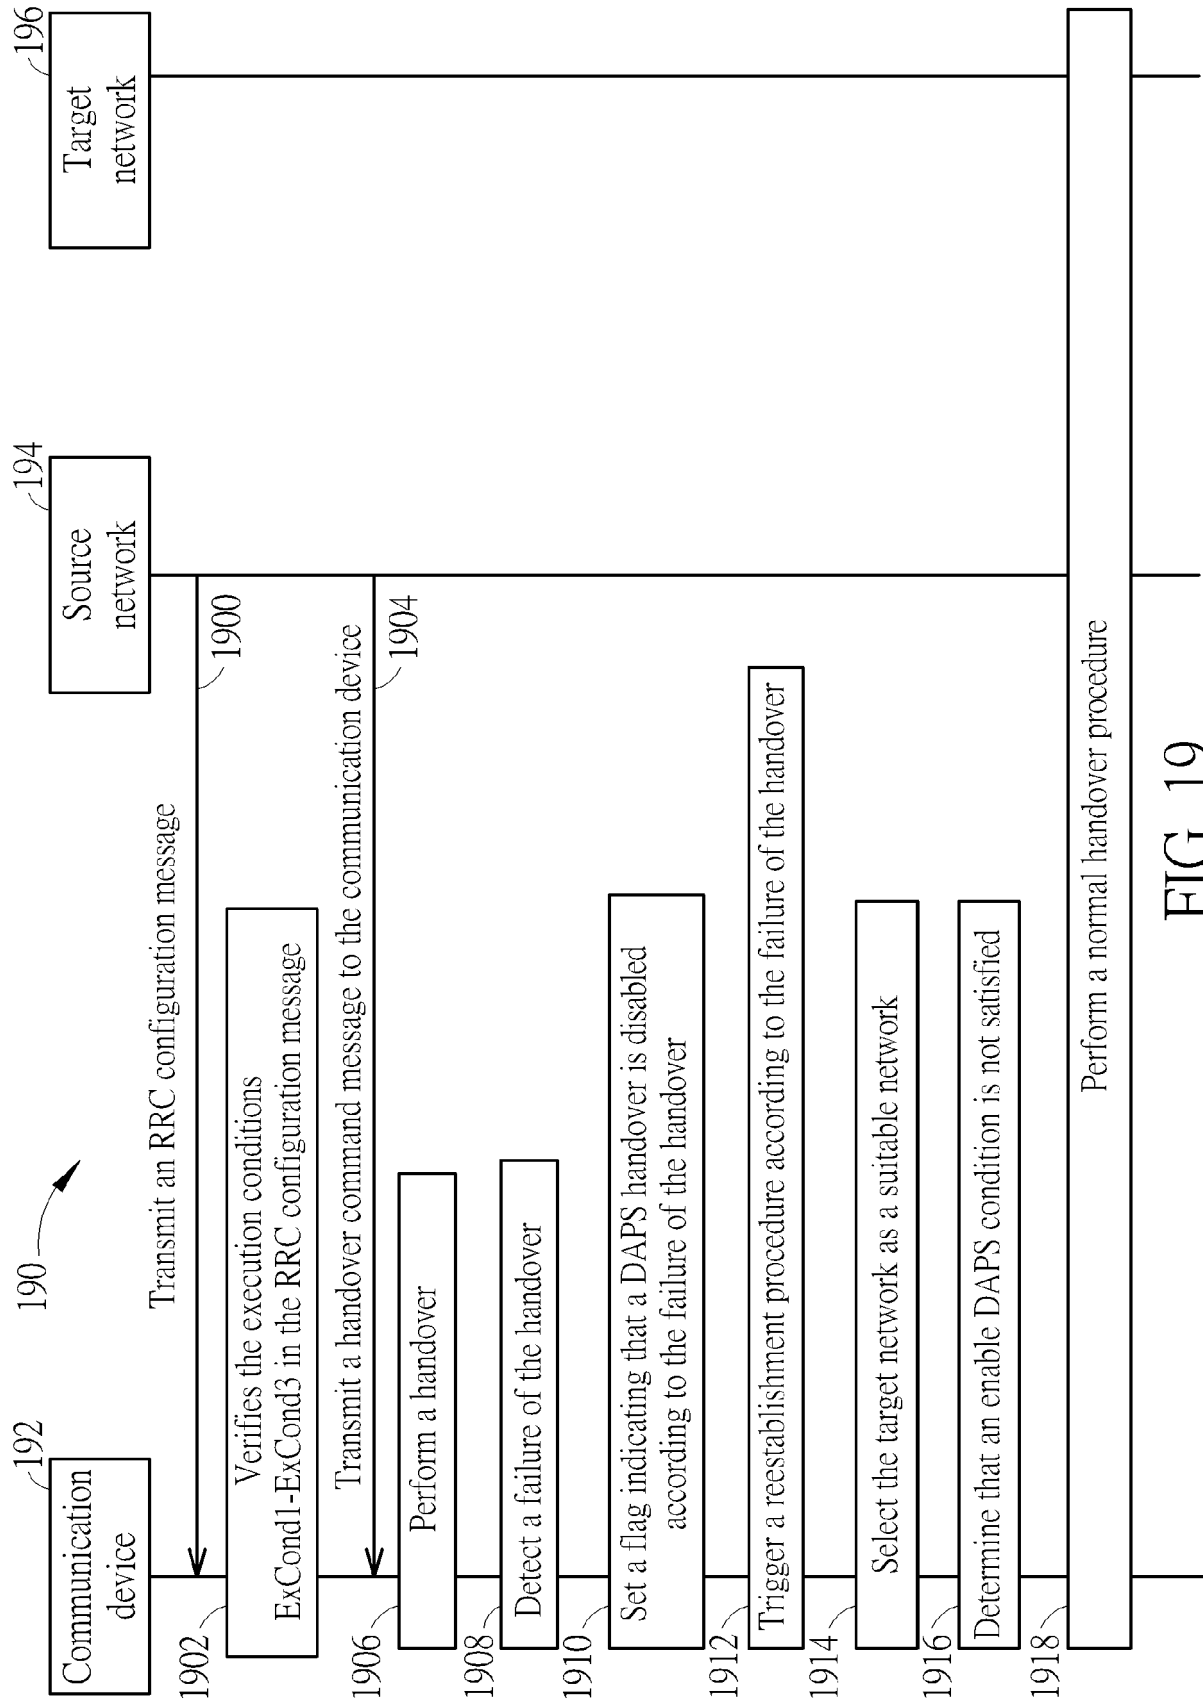 190
Communication
device
192
Source
network
194
Target
network
196
Transmit an RRC configuration message
1900
1902
Verifies the execution conditions
ExCond1-ExCond3 in the RRC configuration message
Transmit a handover command message to the communication device
1904
1906
Perform a handover
1908
Detect a failure of the handover
1910
Set a flag indicating that a DAPS handover is disabled
according to the failure of the handover
1912
Trigger a reestablishment procedure according to the failure of the handover
1914
Select the target network as a suitable network
1916
Determine that an enable DAPS condition is not satisfied
1918
Perform a normal handover procedure
FIG. 19